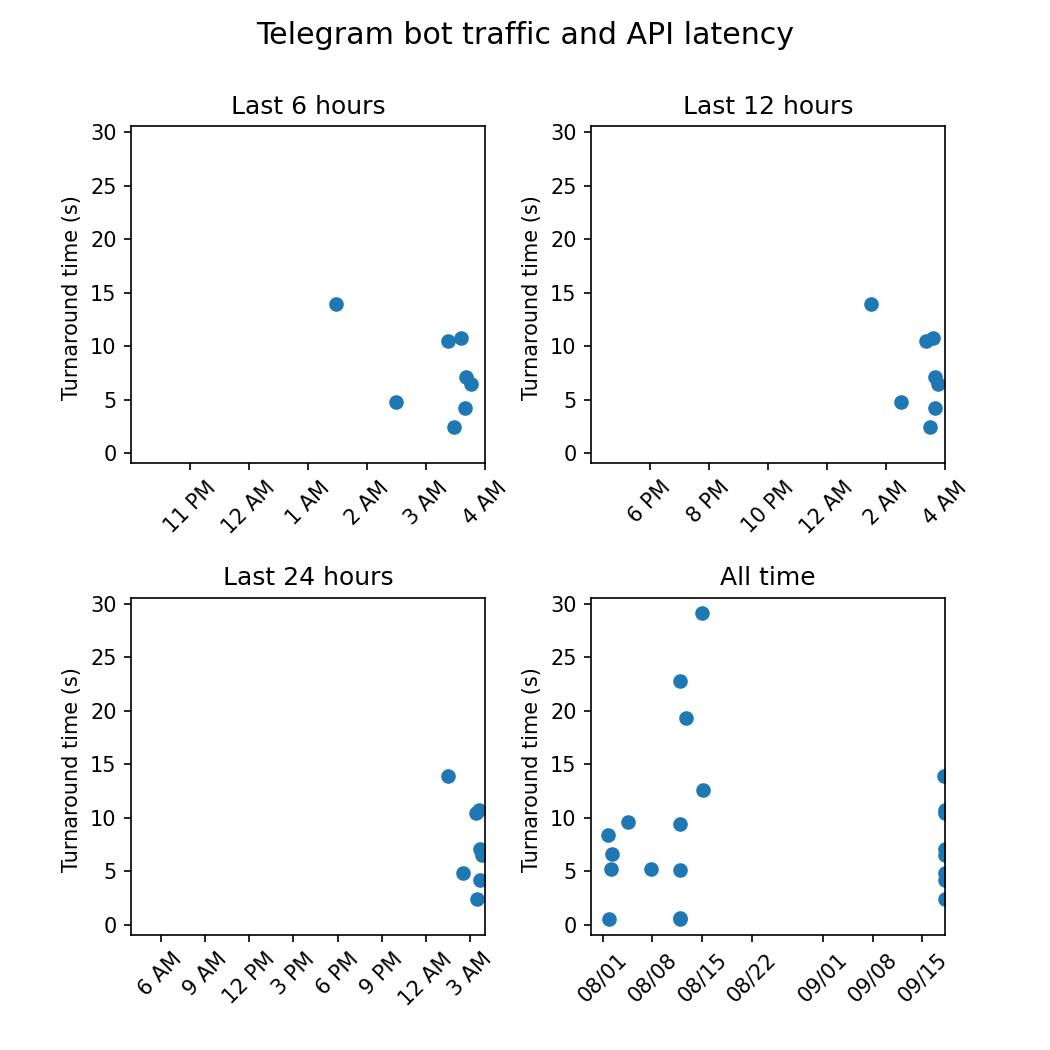 Telegram bot traffic and API latency
Last 6 hours
Turnaround time (s)
30
25
20
15
10
5
0
11 PM
12 AM
1 AM
2 AM
3 AM
4 AM
Last 12 hours
Turnaround time (s)
30
25
20
15
10
5
0
6 PM
8 PM
10 PM
12 AM
2 AM
4 AM
Last 24 hours
Turnaround time (s)
30
25
20
15
10
5
0
6 AM
9 AM
12 PM
3 PM
6 PM
9 PM
12 AM
3 AM
All time
Turnaround time (s)
30
25
20
15
10
5
0
08/01
08/08
08/15
08/22
09/01
09/08
09/15